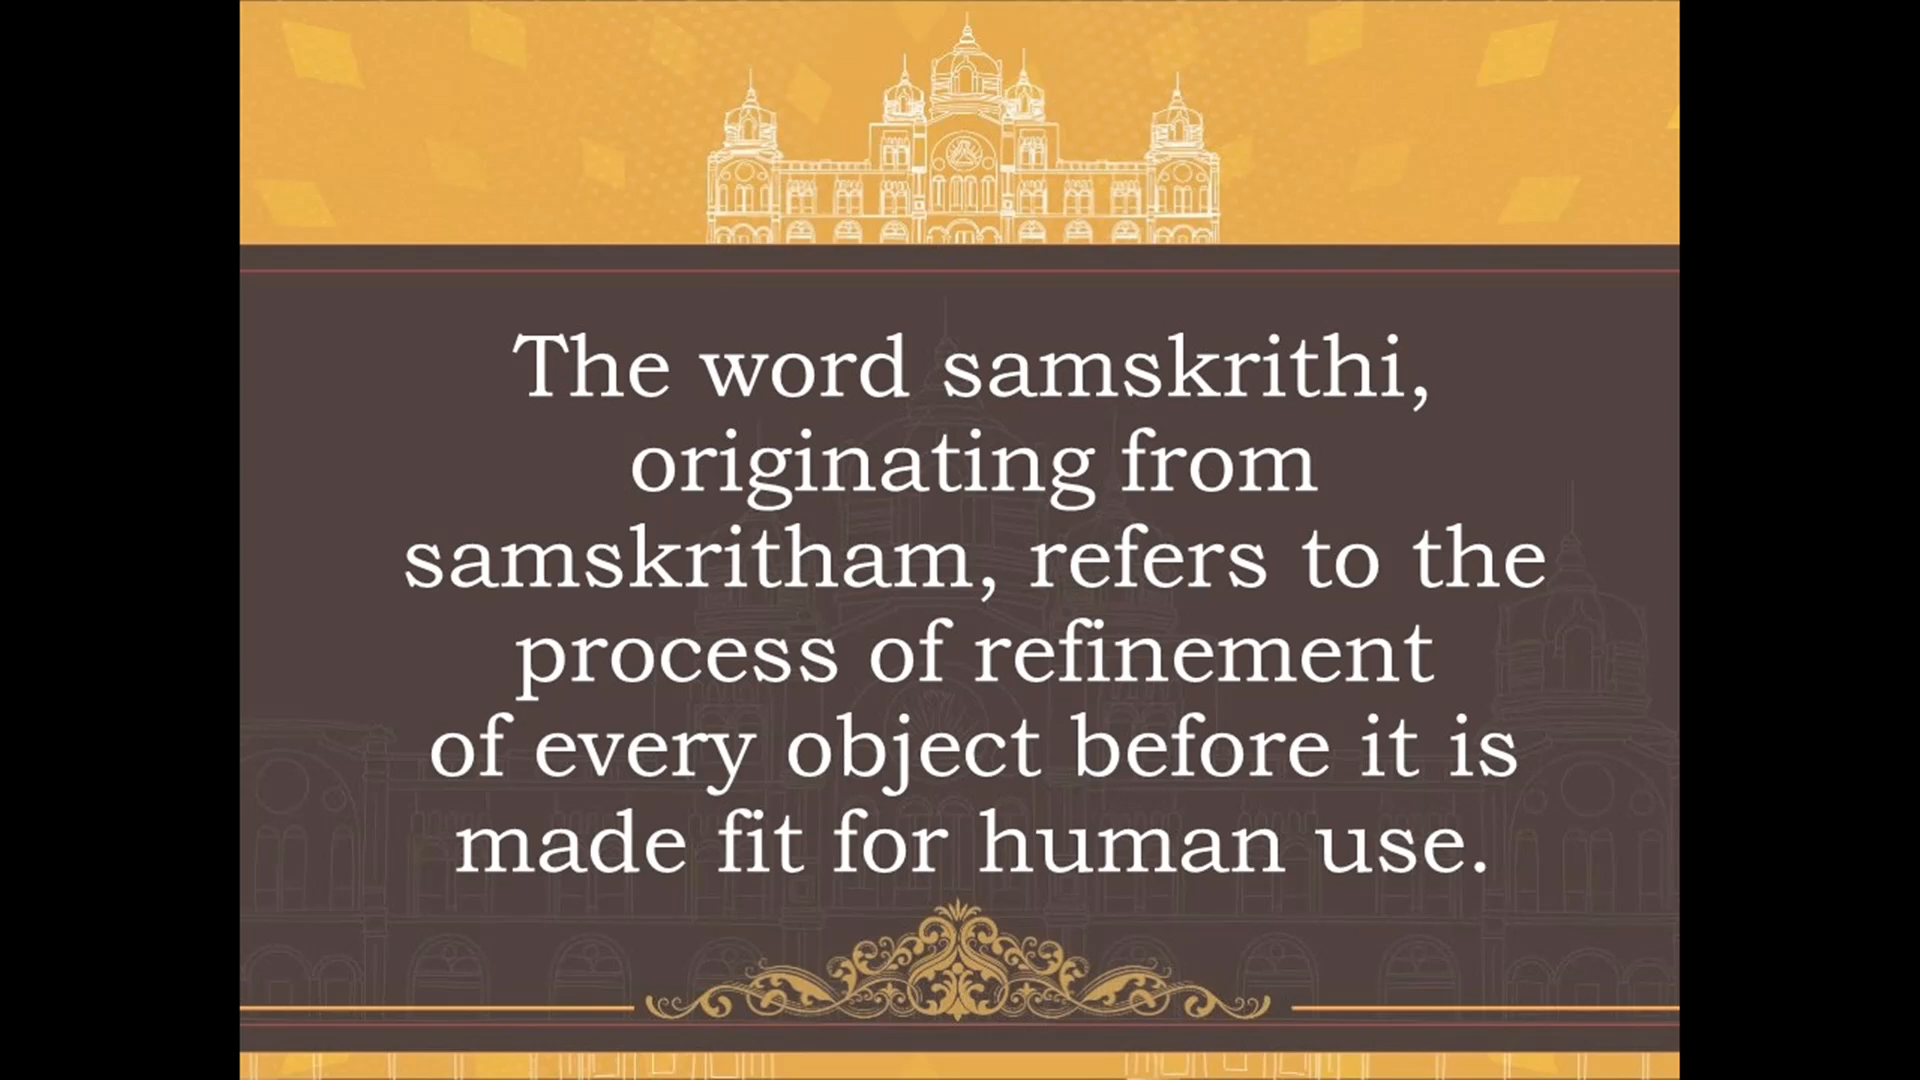 The word samskrithi,
originating from
samskritham, refers to the
process of refinement
of every object before it is
made fit for human use.